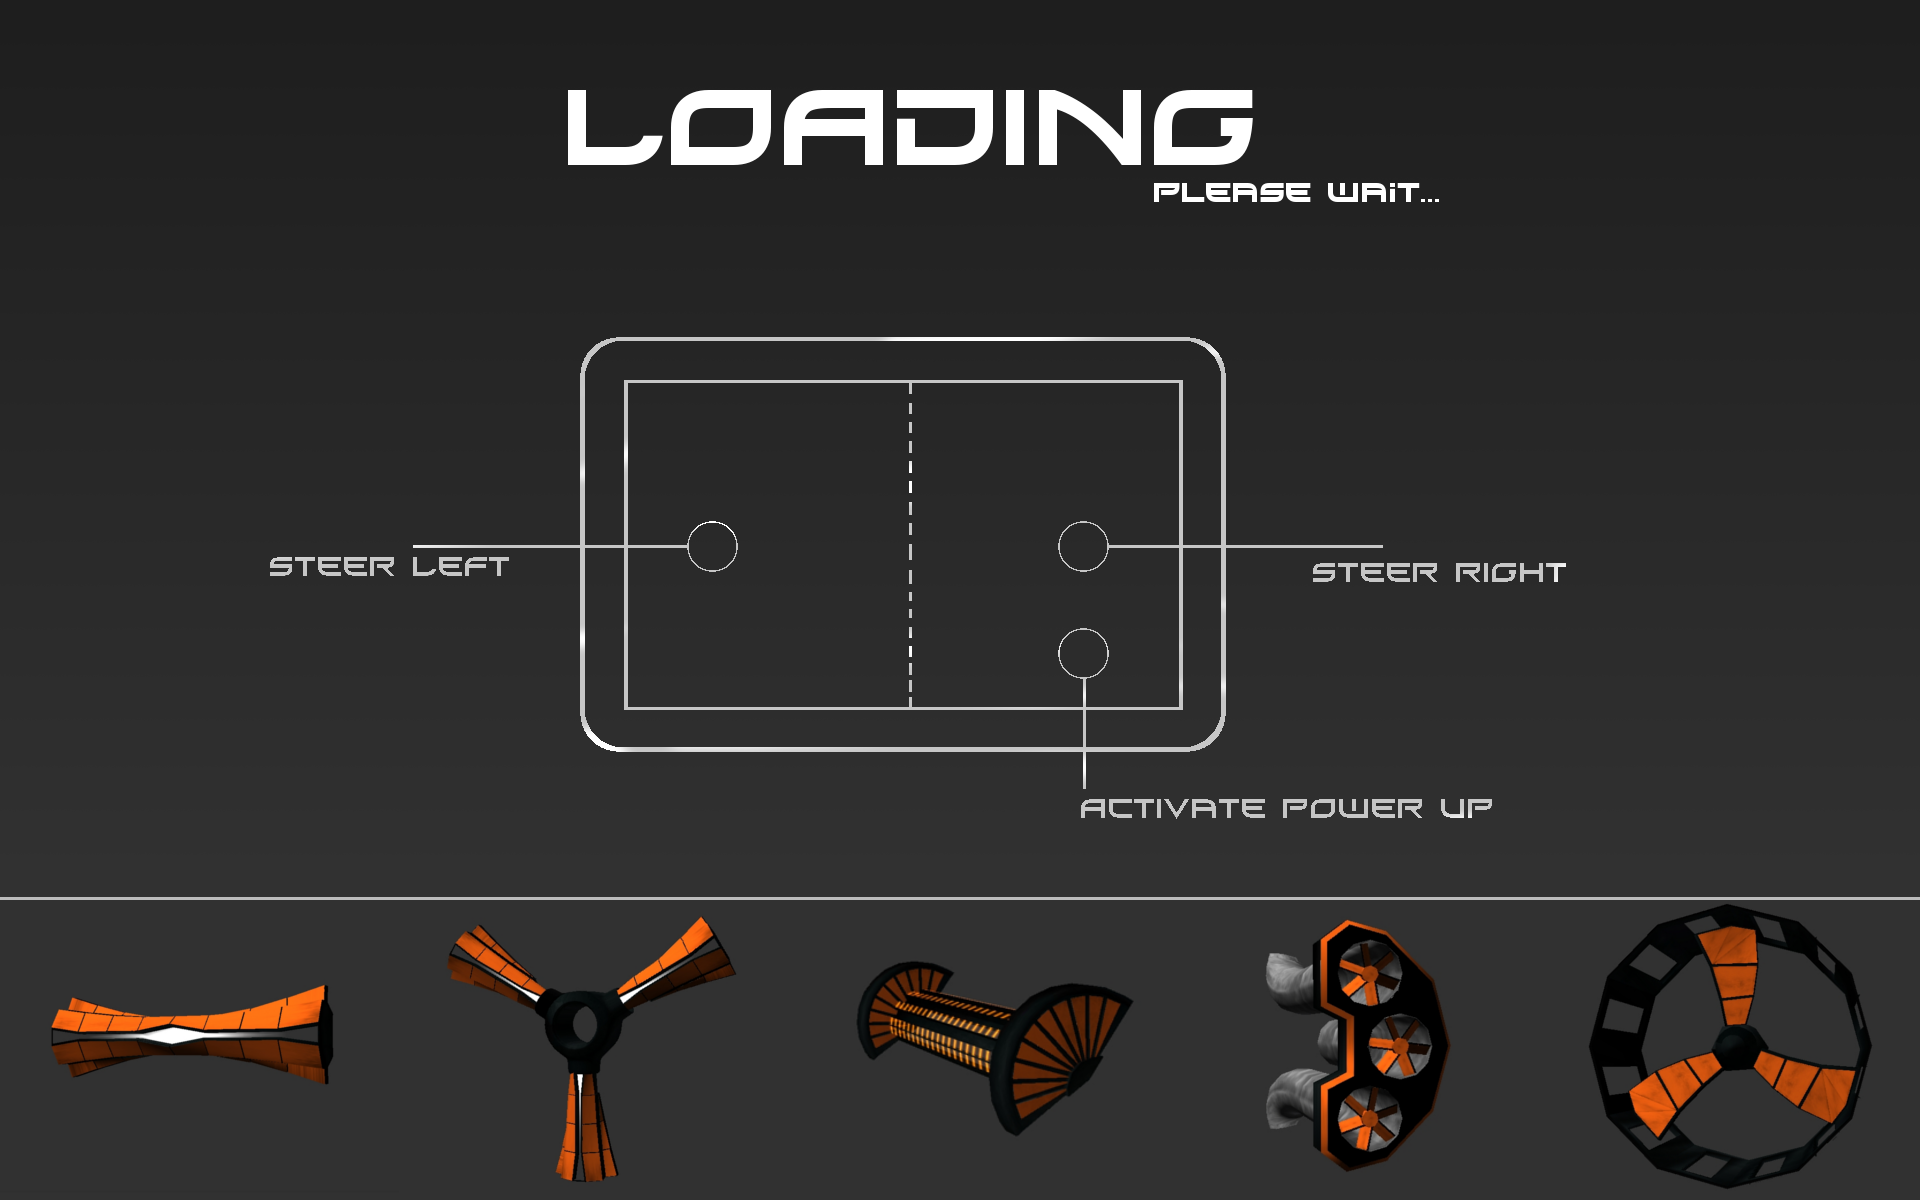 LOADING
PLEASE WAiT...
STEER LEFT
STEER RIGHT
ACTIVATE POWER UP